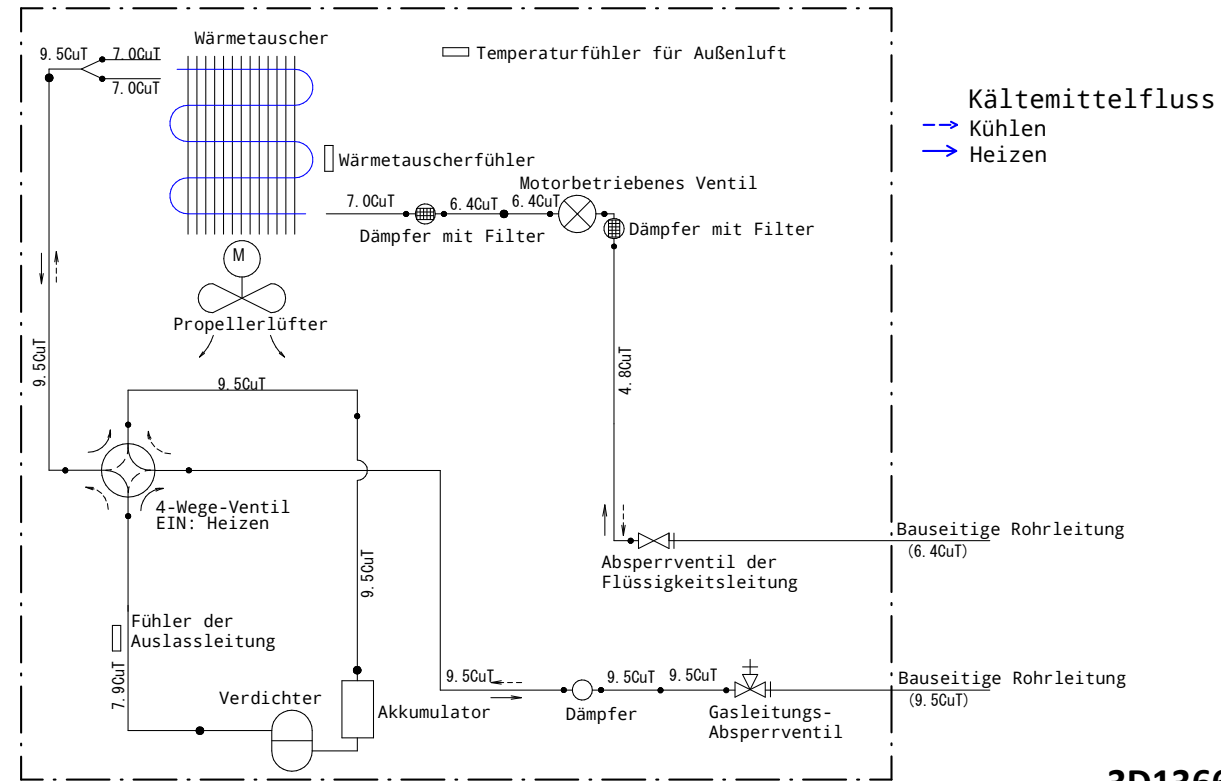 9.5CuT
7.0CuT
7.0CuT
Wärmetauscher
Temperaturfühler für Außenluft
Kältemittelfluss
Kühlen
Heizen
Wärmetauscherfühler
Motorbetriebenes Ventil
7.0CuT
6.4CuT
6.4CuT
Dämpfer mit Filter
Dämpfer mit Filter
M
Propellerlüfter
9.5CuT
9.5CuT
4.8CuT
4-Wege-Ventil
EIN: Heizen
Bauseitige Rohrleitung
(6.4CuT)
Absperrventil der
Flüssigkeitsleitung
9.5CuT
Fühler der
Auslassleitung
7.9CuT
Verdichter
Akkumulator
9.5CuT
9.5CuT
9.5CuT
Dämpfer
Gasleitungs-
Absperrventil
Bauseitige Rohrleitung
(9.5CuT)